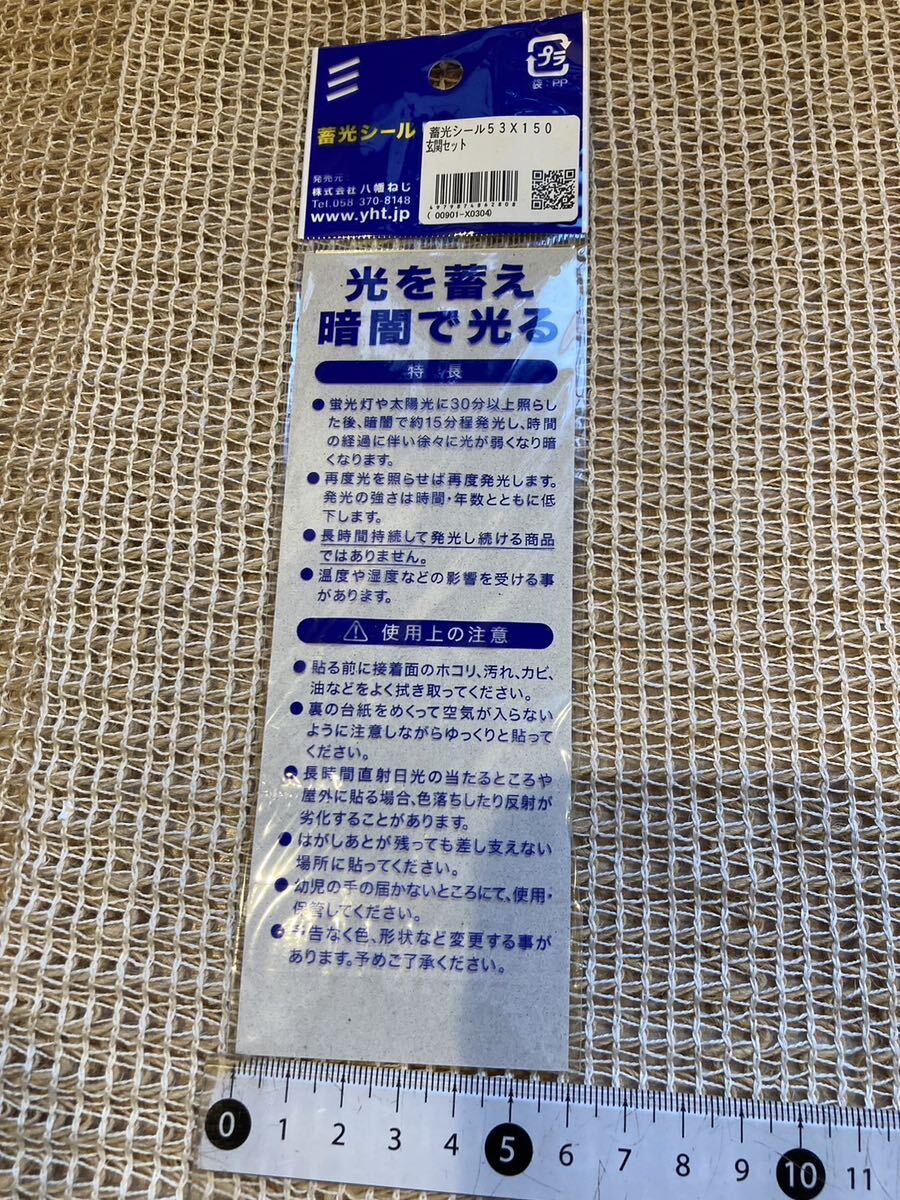 プラ
袋:PP
蓄光シール
蓄光シール53X150
玄関セット
4979874862808
(00901-X0304)
発売元:
株式会社 八幡ねじ
Tel.058 370-8148
www.yht.jp
光を蓄え
暗闇で光る
特長
●蛍光灯や太陽光に30分以上照らし
た後、暗闇で約15分程発光し、時間
の経過に伴い徐々に光が弱くなり暗
くなります。
●再度光を照らせば再度発光します。
発光の強さは時間・年数とともに低
下します。
●長時間持続して発光し続ける商品
ではありません。
●温度や湿度などの影響を受ける事
があります。
⚠ 使用上の注意
●貼る前に接着面のホコリ、汚れ、カビ、
油などをよく拭き取ってください。
●裏の台紙をめくって空気が入らない
ように注意しながらゆっくりと貼って
ください。
●長時間直射日光の当たるところや
屋外に貼る場合、色落ちしたり反射が
劣化することがあります。
●はがしあとが残っても差し支えない
場所に貼ってください。
●幼児の手の届かないところにて、使用・
保管してください。
●予告なく色、形状など変更する事が
あります。予めご了承ください。
0 1 2 3 4 5 6 7 8 9 10 11